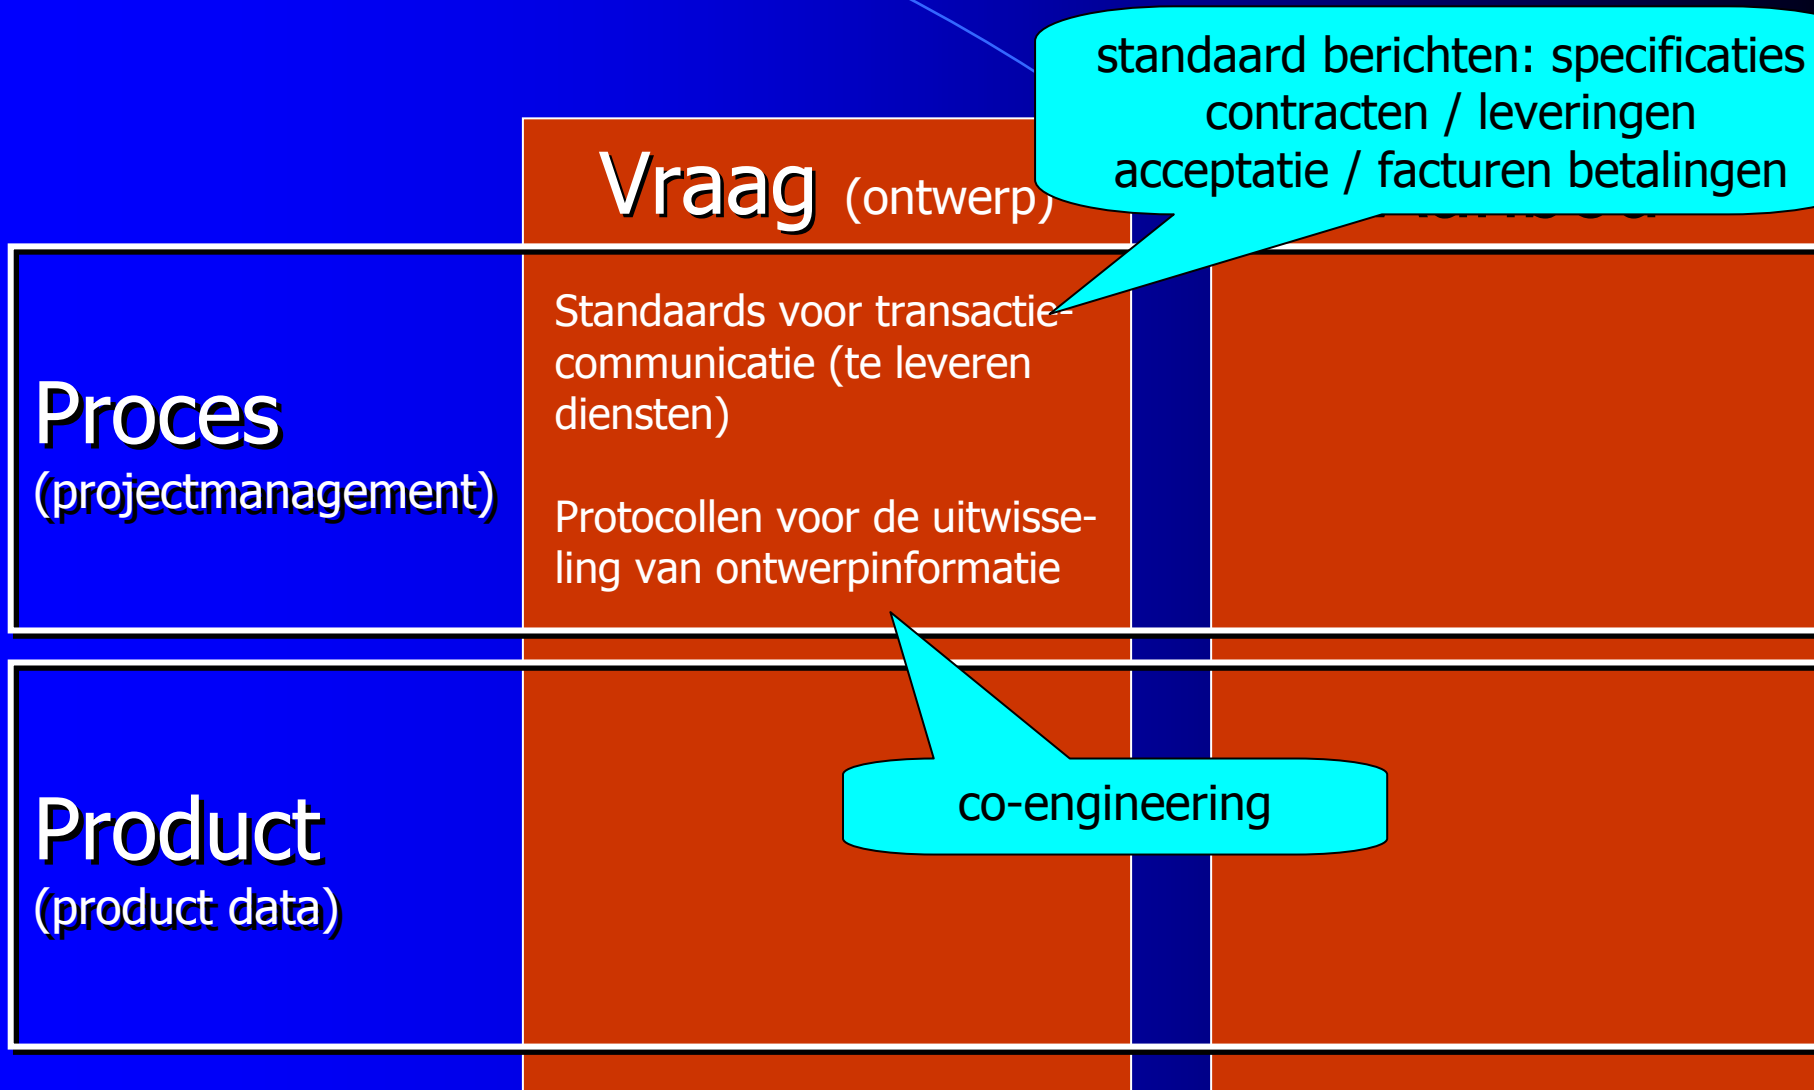 standaard berichten: specificaties
contracten / leveringen
acceptatie / facturen betalingen
Vraag (ontwerp)
Proces
(projectmanagement)
Standaards voor transactie-
communicatie (te leveren
diensten)
Protocollen voor de uitwisse-
ling van ontwerpinformatie
Product
(product data)
co-engineering